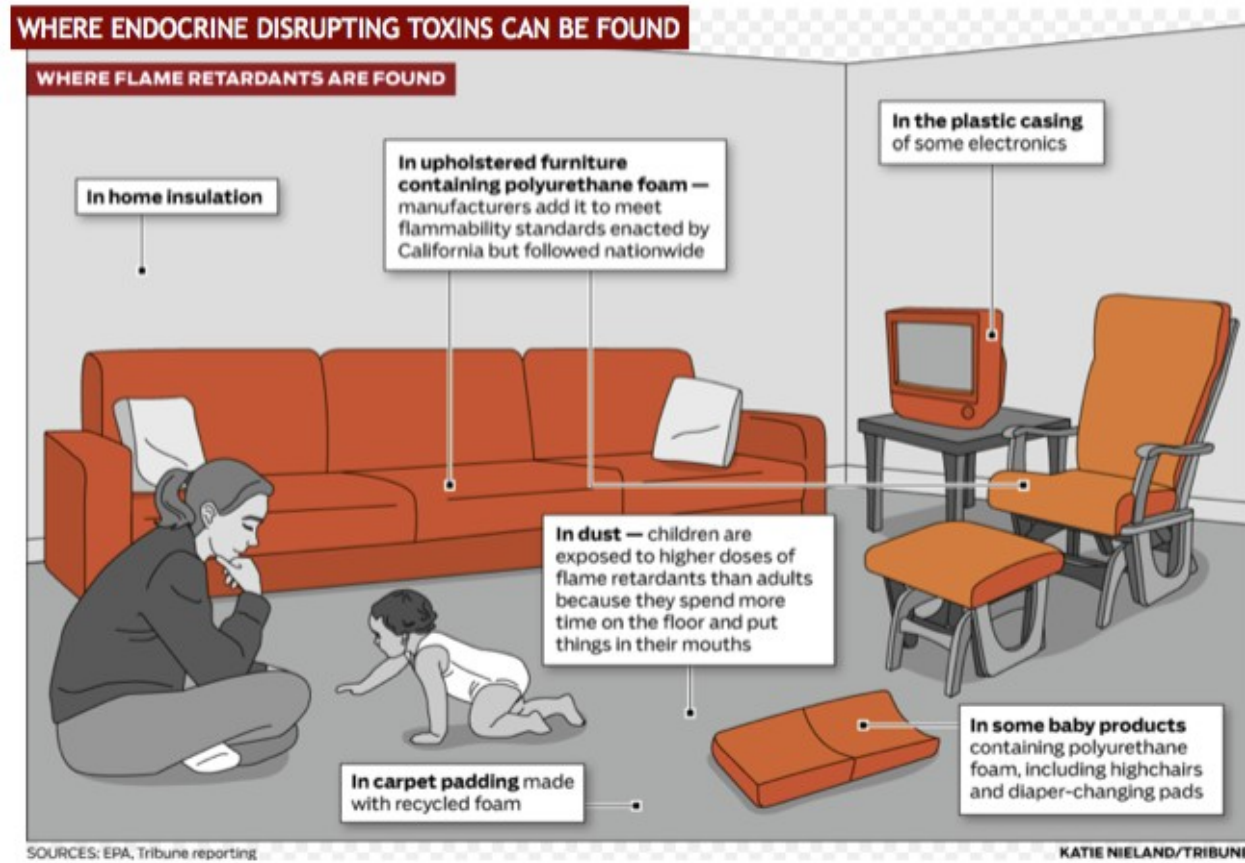 WHERE ENDOCRINE DISRUPTING TOXINS CAN BE FOUND
WHERE FLAME RETARDANTS ARE FOUND
In home insulation
In upholstered furniture
containing polyurethane foam —
manufacturers add it to meet
flammability standards enacted by
California but followed nationwide
In the plastic casing
of some electronics
In dust — children are
exposed to higher doses of
flame retardants than adults
because they spend more
time on the floor and put
things in their mouths
In carpet padding made
with recycled foam
In some baby products
containing polyurethane
foam, including highchairs
and diaper-changing pads
SOURCES: EPA, Tribune reporting
KATIE NIELAND/TRIBUNE